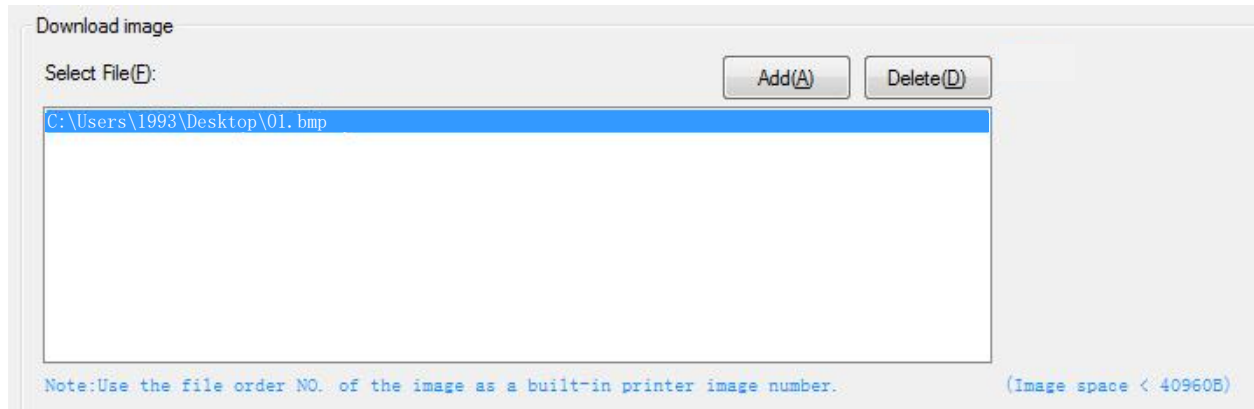 Download image
Select File(F): Add(A) Delete(D)
C:\Users\1993\Desktop\01.bmp
Note:Use the file order NO. of the image as a built-in printer image number. (Image space < 40960B)